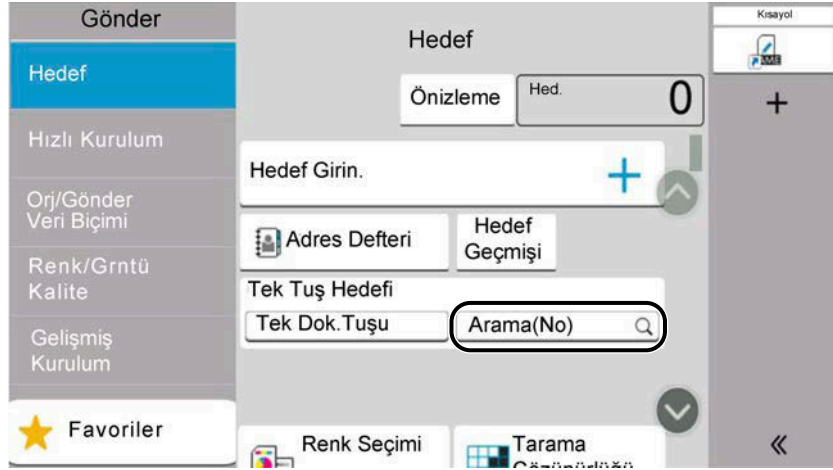 Gönder
Hedef
Hızlı Kurulum
Orj/Gönder
Veri Biçimi
Renk/Grntü
Kalite
Gelişmiş
Kurulum
Favoriler
Hedef
Önizleme
Hed.
0
Hedef Girin.
Adres Defteri
Hedef
Geçmişi
Tek Tuş Hedefi
Tek Dok.Tuşu
Arama(No)
Renk Seçimi
Tarama
Çözünürlüğü
Kısayol